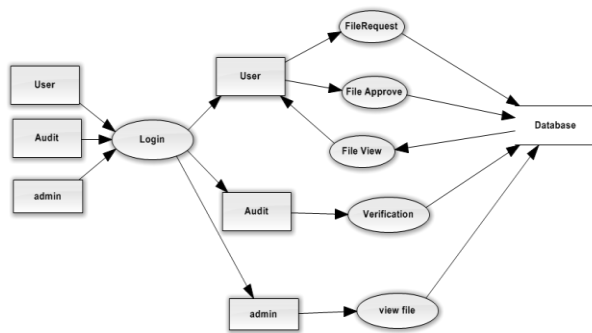 FileRequest
User
User
File Approve
Database
Audit
Login
File View
admin
Audit
Verification
admin
view file